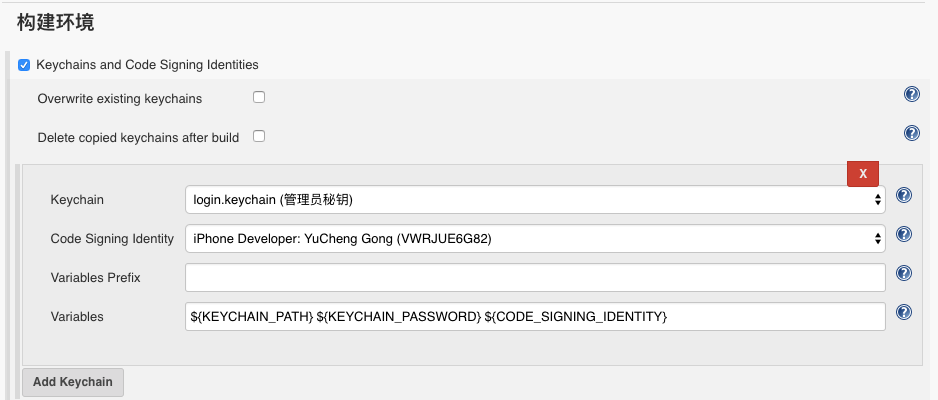 构建环境
Keychains and Code Signing Identities
Overwrite existing keychains
Delete copied keychains after build
X
Keychain login.keychain (管理员秘钥)
Code Signing Identity iPhone Developer: YuCheng Gong (VWRJUE6G82)
Variables Prefix
Variables ${KEYCHAIN_PATH} ${KEYCHAIN_PASSWORD} ${CODE_SIGNING_IDENTITY}
Add Keychain